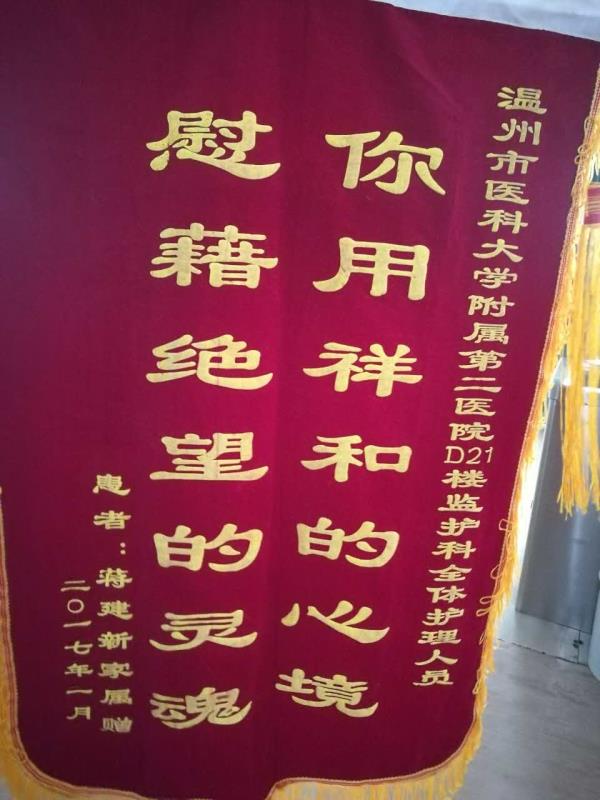 温州市医科大学附属第二医院D21楼监护科全体护理人员
你用祥和的心境
慰藉绝望的灵魂
患者：蒋建新家属赠
二〇一七年一月